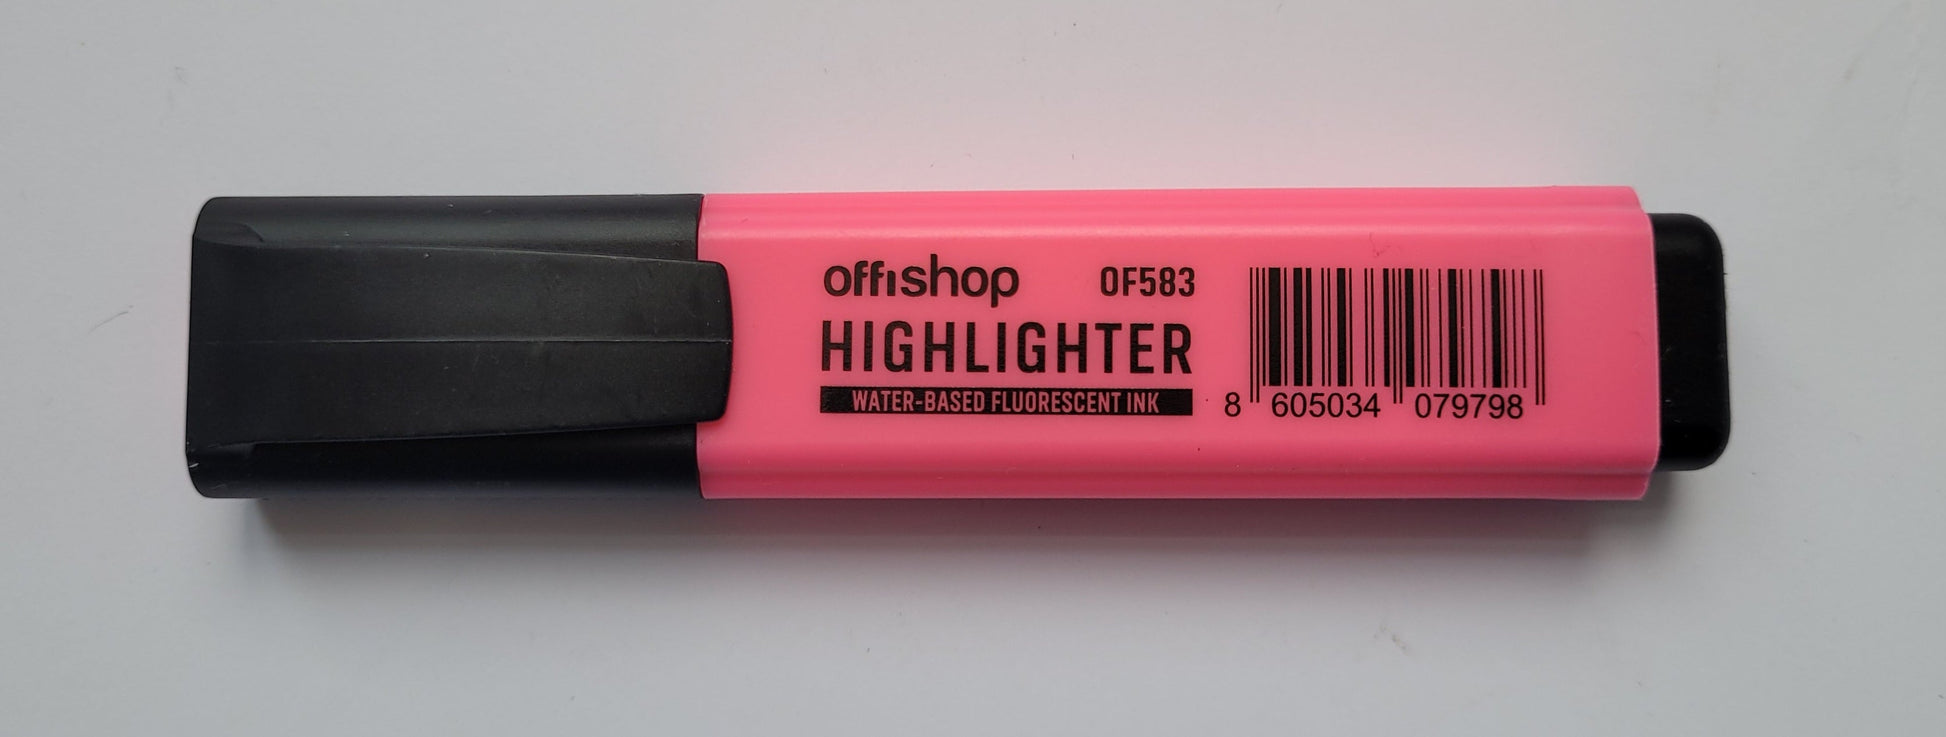 offishop OF583
HIGHLIGHTER
WATER-BASED FLUORESCENT INK
8 605034 079798